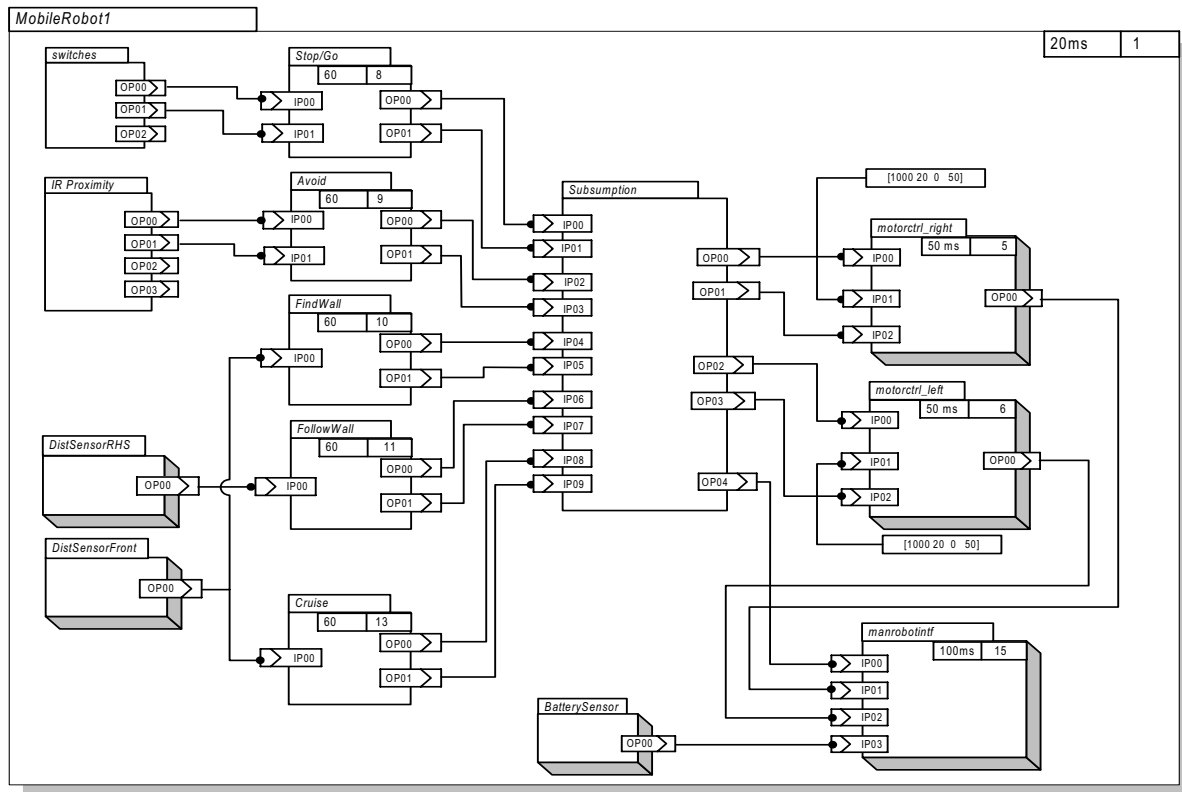 MobileRobot1
20ms 1
switches
OP00
OP01
OP02
Stop/Go
60 8
IP00
IP01
OP00
OP01
IR Proximity
OP00
OP01
OP02
OP03
Avoid
60 9
IP00
IP01
OP00
OP01
FindWall
60 10
IP00
OP00
OP01
DistSensorRHS
OP00
FollowWall
60 11
IP00
OP00
OP01
DistSensorFront
OP00
Cruise
60 13
IP00
OP00
OP01
Subsumption
IP00
IP01
IP02
IP03
IP04
IP05
IP06
IP07
IP08
IP09
OP00
OP01
OP02
OP03
OP04
[1000 20 0 50]
motorctrl_right
50 ms 5
IP00
IP01
IP02
OP00
motorctrl_left
50 ms 6
IP00
IP01
IP02
OP00
[1000 20 0 50]
manrobotintf
100ms 15
IP00
IP01
IP02
IP03
BatterySensor
OP00